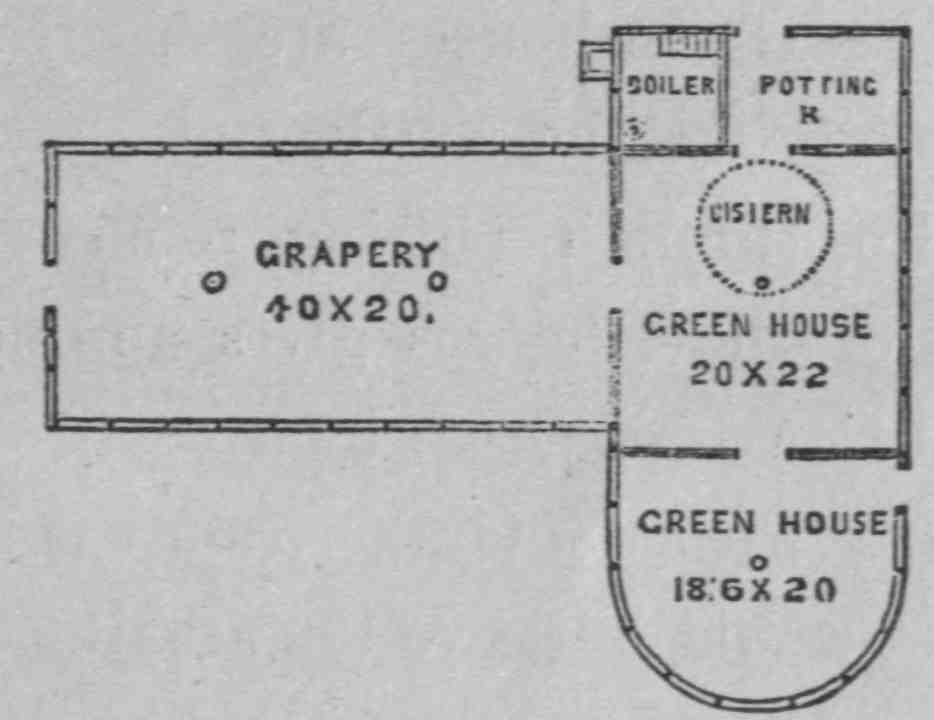 BOILER
POTTING
R
CISTERN
GRAPERY
40X20.
GREEN HOUSE
20X22
GREEN HOUSE
18:6X20